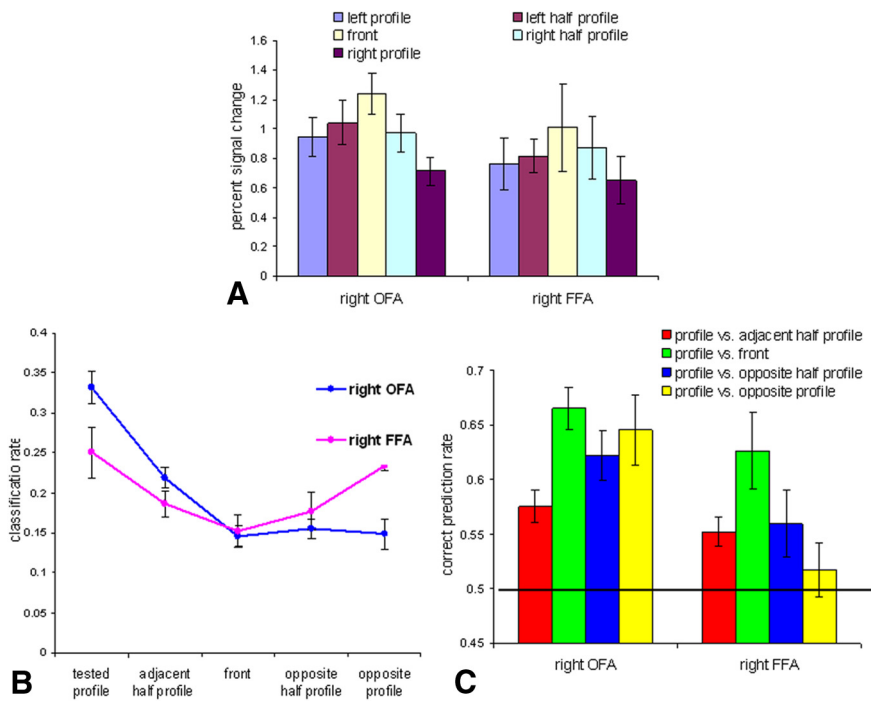 left profile
left half profile
front
right half profile
right profile
1.6
1.4
1.2
1
0.8
0.6
0.4
0.2
0
percent signal change
right OFA
right FFA
A
0.4
0.35
0.3
0.25
0.2
0.15
0.1
0.05
0
classificatio rate
right OFA
right FFA
tested
profile
adjacent
half profile
front
opposite
half profile
opposite
profile
B
profile vs. adjacent half profile
profile vs. front
profile vs. opposite half profile
profile vs. opposite profile
0.7
0.65
0.6
0.55
0.5
0.45
correct prediction rate
right OFA
right FFA
C